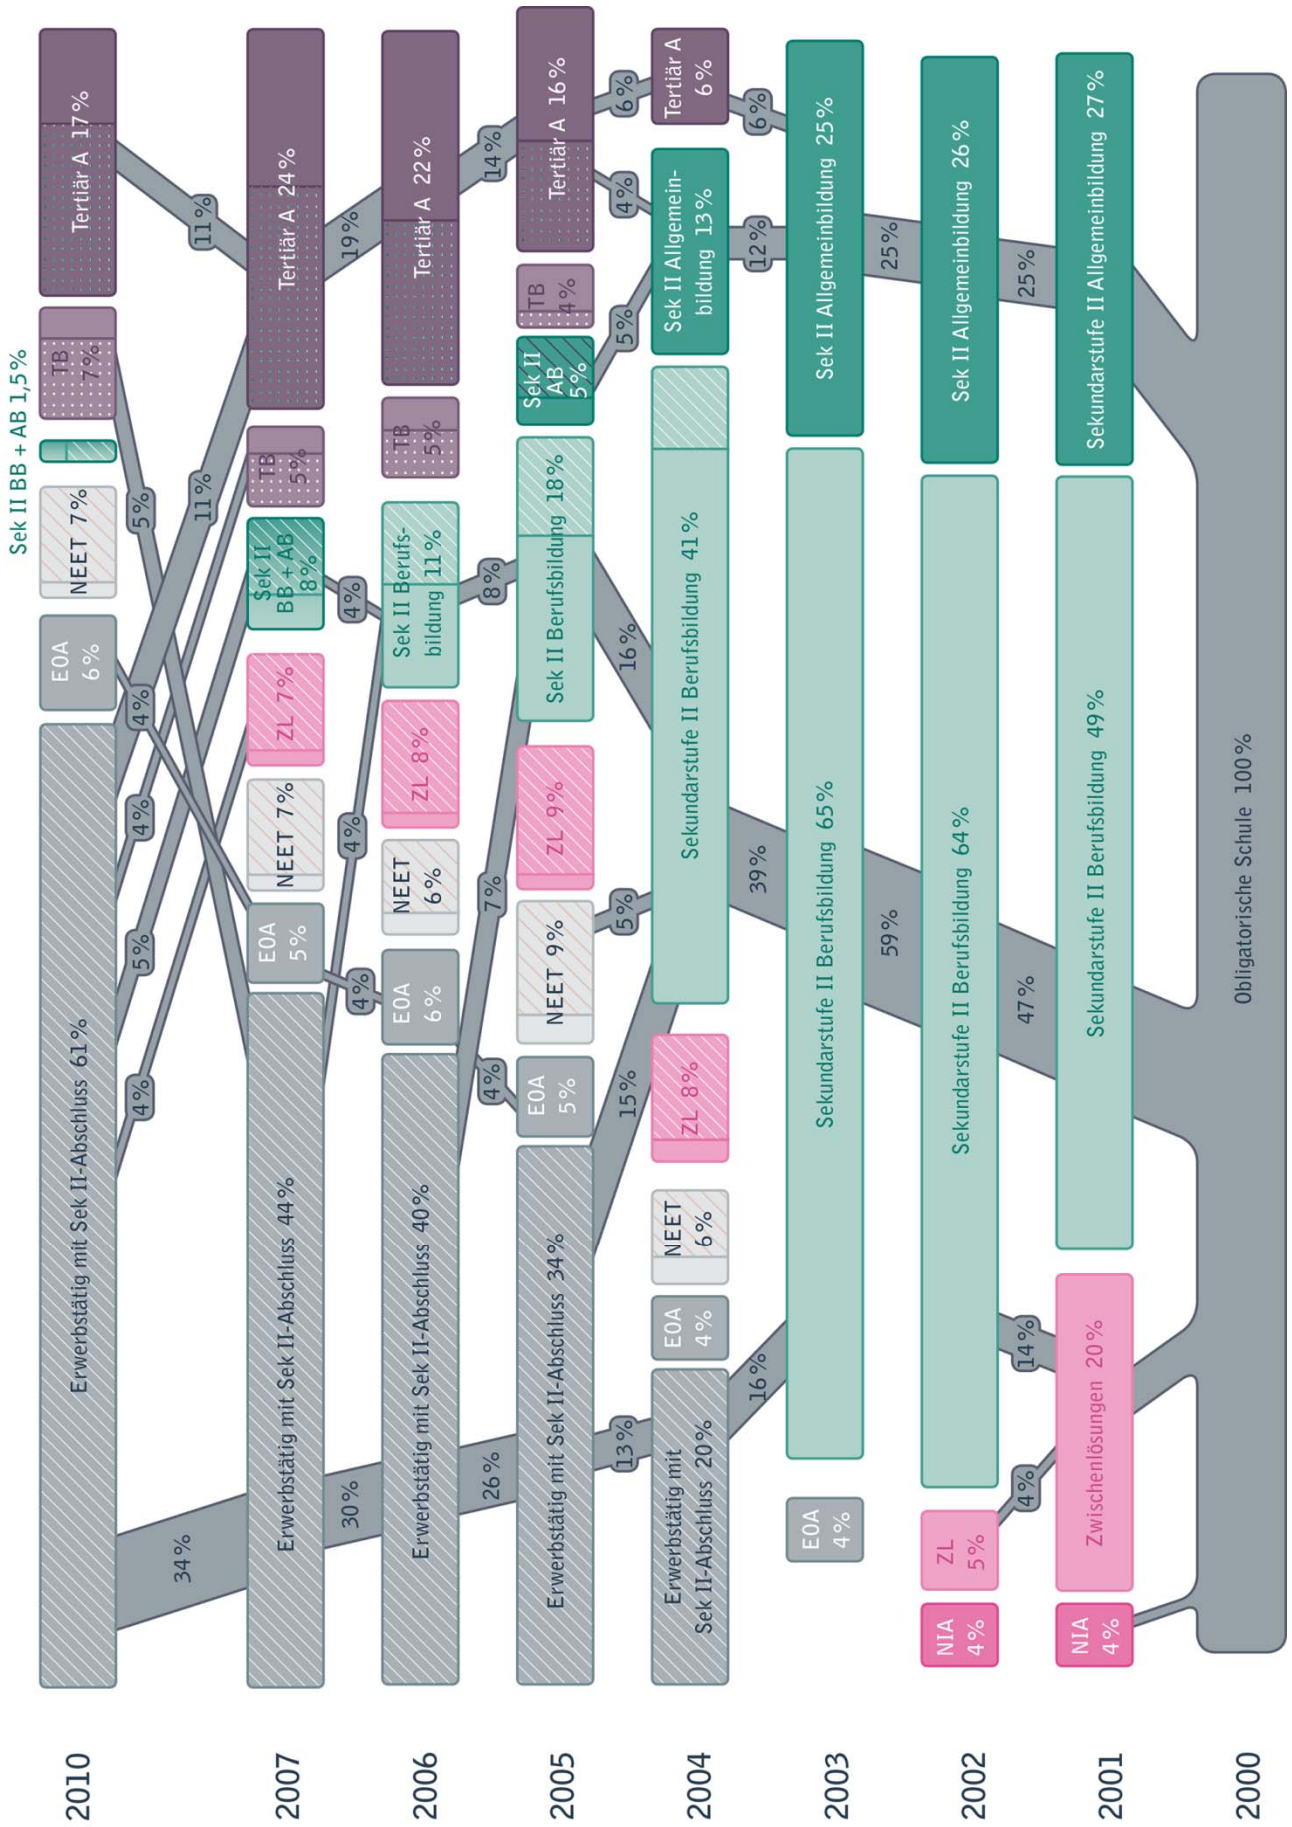 2010
Erwerbstätig mit Sek II-Abschluss 61%
EOA
6%
NEET 7%
Sek II BB + AB 1,5%
TB
7%
Tertiär A 17%
34%
4%
5%
4%
4%
5%
11%
11%
2007
Erwerbstätig mit Sek II-Abschluss 44%
EOA
5%
NEET 7%
ZL 7%
Sek II
BB + AB
8%
TB
5%
Tertiär A 24%
30%
4%
4%
4%
19%
2006
Erwerbstätig mit Sek II-Abschluss 40%
EOA
6%
NEET
6%
ZL 8%
Sek II Berufs-
bildung 11%
TB
5%
Tertiär A 22%
26%
4%
7%
8%
14%
2005
Erwerbstätig mit Sek II-Abschluss 34%
EOA
5%
NEET 9%
ZL 9%
Sek II Berufsbildung 18%
Sek II
AB
5%
TB
4%
Tertiär A 16%
13%
15%
5%
16%
5%
4%
6%
2004
Erwerbstätig mit
Sek II-Abschluss 20%
EOA
4%
NEET
6%
ZL 8%
Sekundarstufe II Berufsbildung 41%
Sek II Allgemein-
bildung 13%
Tertiär A
6%
16%
39%
12%
6%
2003
EOA
4%
Sekundarstufe II Berufsbildung 65%
Sek II Allgemeinbildung 25%
59%
25%
2002
NIA
4%
ZL
5%
Sekundarstufe II Berufsbildung 64%
Sek II Allgemeinbildung 26%
4%
14%
47%
25%
2001
NIA
4%
Zwischenlösungen 20%
Sekundarstufe II Berufsbildung 49%
Sekundarstufe II Allgemeinbildung 27%
2000
Obligatorische Schule 100%